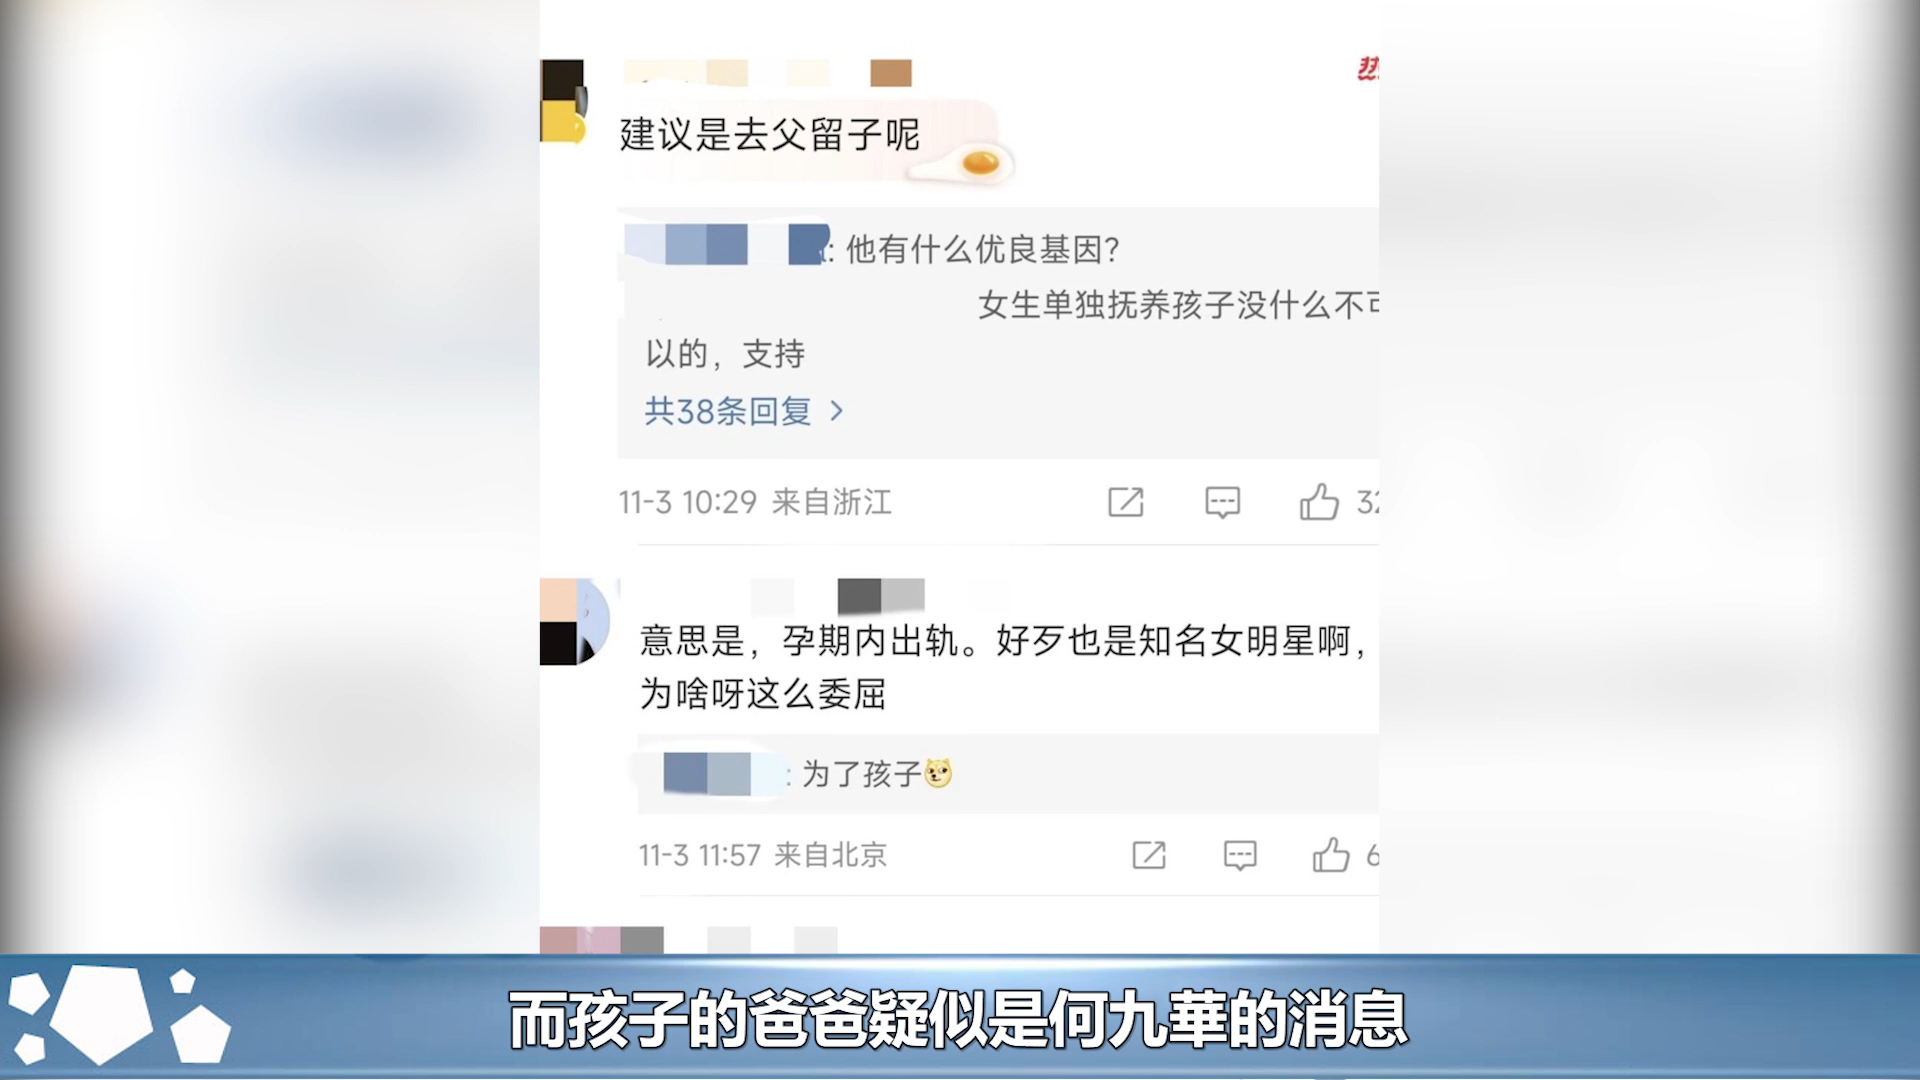 热
建议是去父留子呢
: 他有什么优良基因?
女生单独抚养孩子没什么不可
以的，支持
共38条回复 >
11-3 10:29 来自浙江
32
意思是，孕期内出轨。好歹也是知名女明星啊，
为啥呀这么委屈
: 为了孩子
11-3 11:57 来自北京
6
而孩子的爸爸疑似是何九華的消息